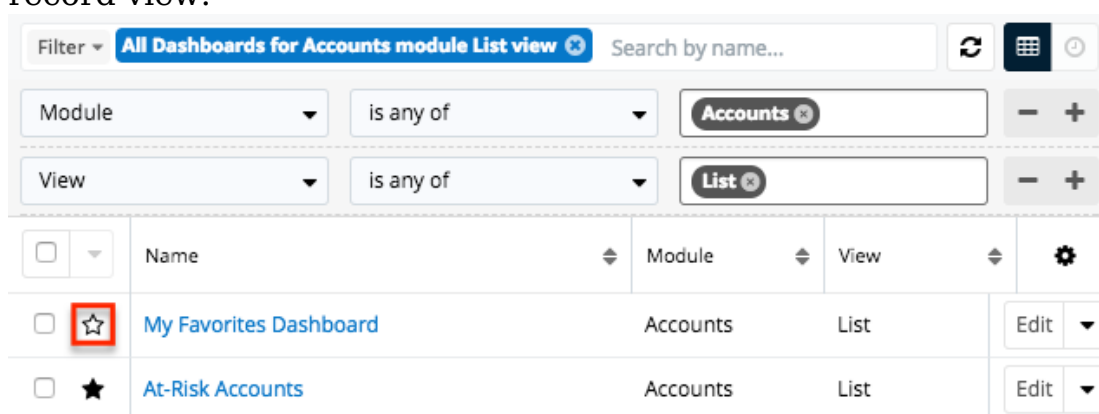 record view.
Filter All Dashboards for Accounts module List view Search by name...
Module is any of Accounts
View is any of List
Name Module View
My Favorites Dashboard Accounts List Edit
At-Risk Accounts Accounts List Edit